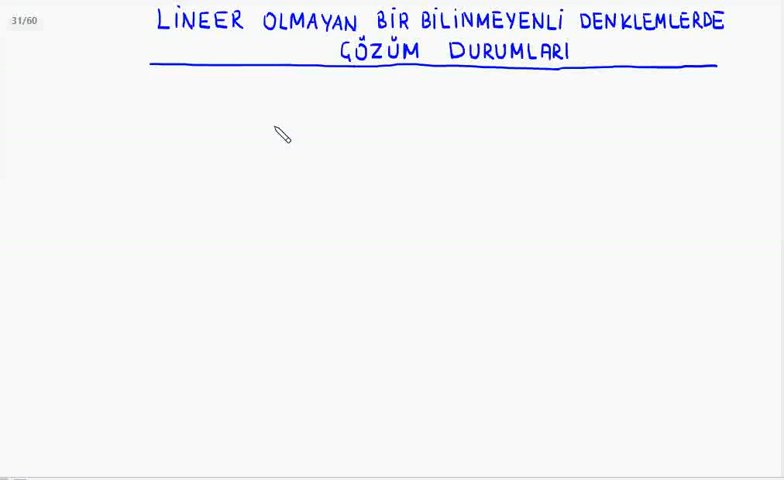 31/60
LİNEER OLMAYAN BİR BİLİNMEYENLİ DENKLEMLERDE
ÇÖZÜM DURUMLARI